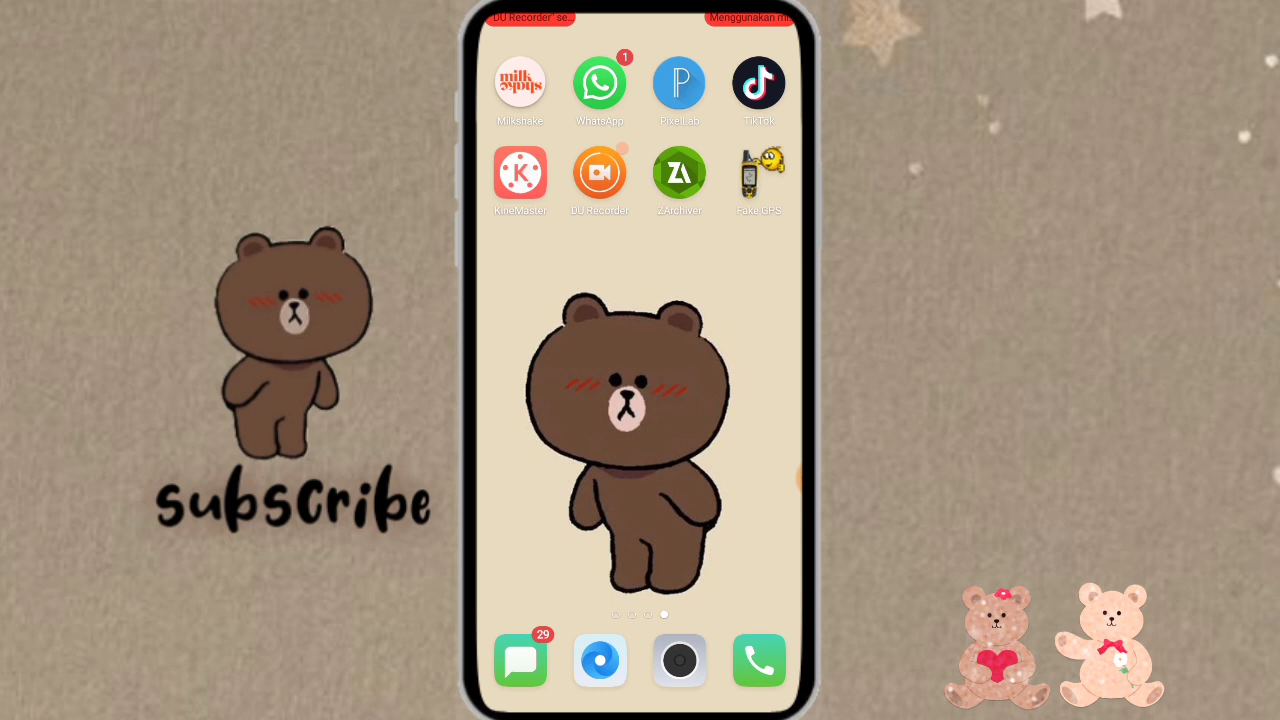 DU Recorder' se...
Menggunakan mi...
milk
shake
1
P
Milkshake
WhatsApp
PixelLab
TikTok
K
ZA
KineMaster
DU Recorder
ZArchiver
Fake GPS
subscribe
29